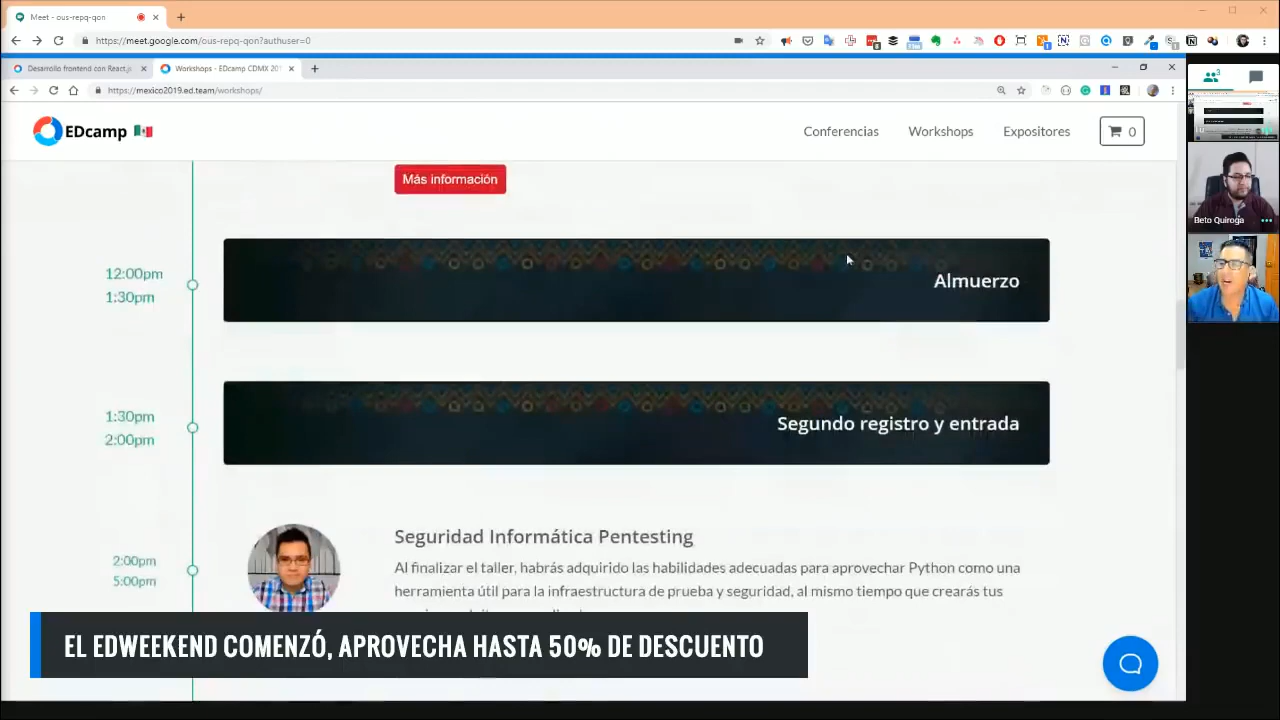 Meet - ous-repq-qon
https://meet.google.com/ous-repq-qon?authuser=0
Desarrollo frontend con React.js
Workshops - EDcamp CDMX 201
https://mexico2019.ed.team/workshops/
3
EDcamp
Conferencias
Workshops
Expositores
0
Más información
12:00pm
1:30pm
Almuerzo
1:30pm
2:00pm
Segundo registro y entrada
2:00pm
5:00pm
Seguridad Informática Pentesting
Al finalizar el taller, habrás adquirido las habilidades adecuadas para aprovechar Python como una
herramienta útil para la infraestructura de prueba y seguridad, al mismo tiempo que crearás tus
EL EDWEEKEND COMENZÓ, APROVECHA HASTA 50% DE DESCUENTO
Beto Quiroga